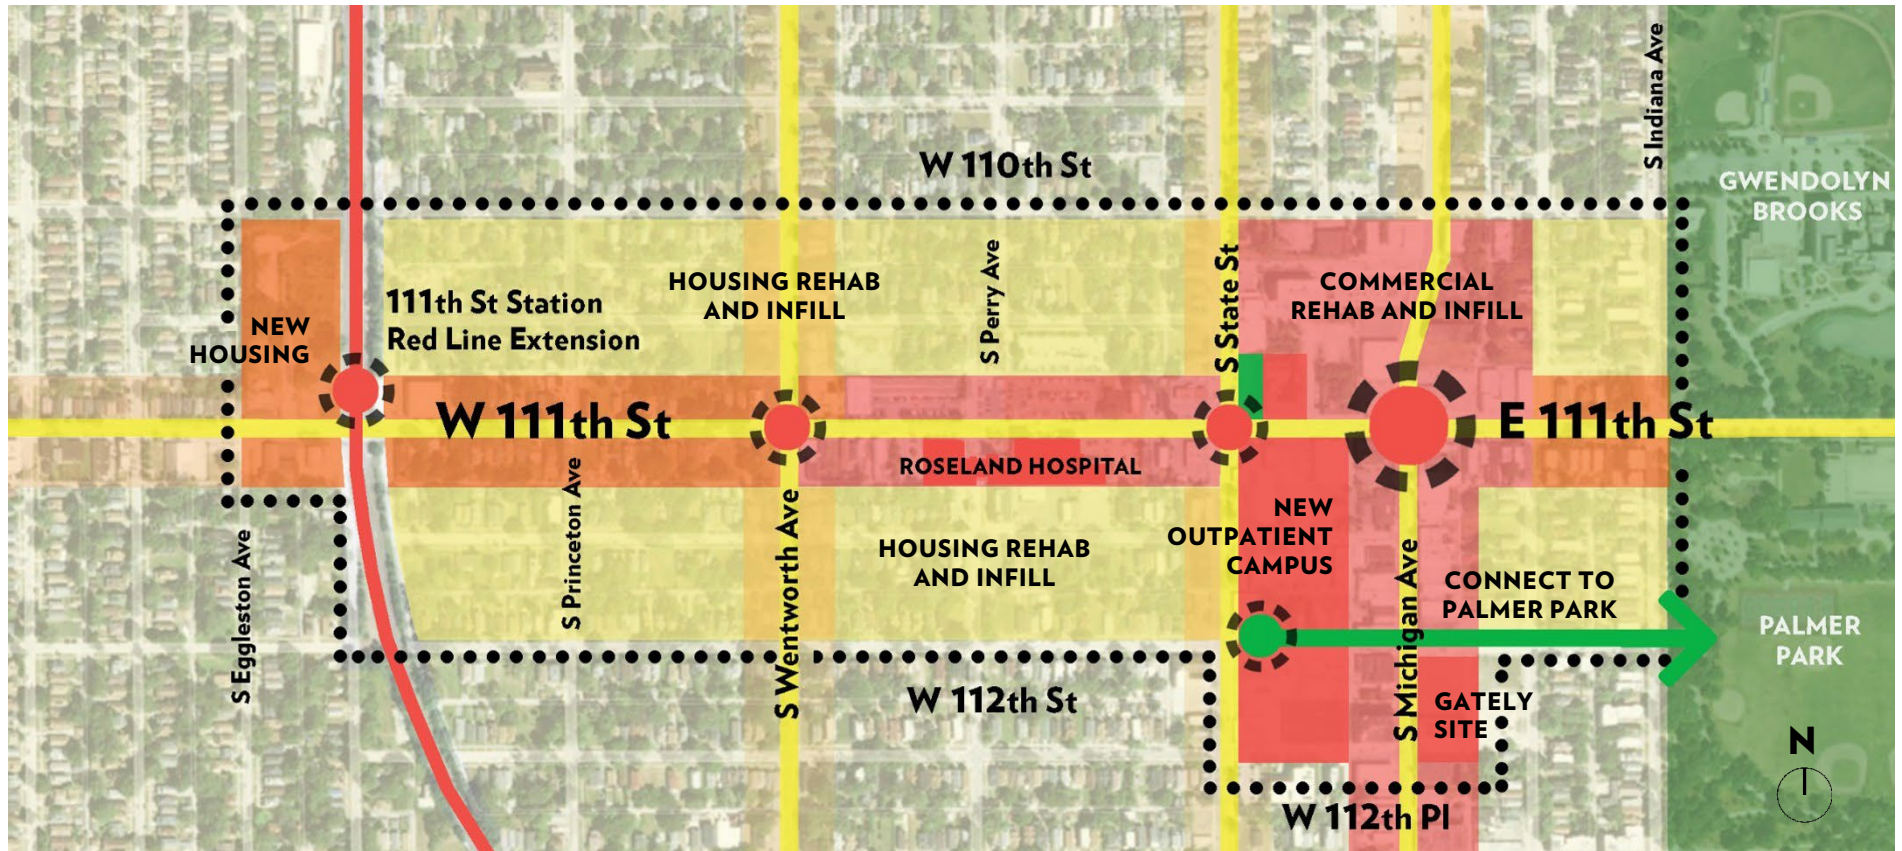 S Indiana Ave
W 110th St
GWENDOLYN
BROOKS
HOUSING REHAB
AND INFILL
S Perry Ave
S State St
COMMERCIAL
REHAB AND INFILL
111th St Station
Red Line Extension
NEW
HOUSING
W 111th St
E 111th St
ROSELAND HOSPITAL
S Eggleston Ave
S Princeton Ave
S Wentworth Ave
HOUSING REHAB
AND INFILL
NEW
OUTPATIENT
CAMPUS
S Michigan Ave
CONNECT TO
PALMER PARK
PALMER
PARK
W 112th St
GATELY
SITE
N
W 112th Pl